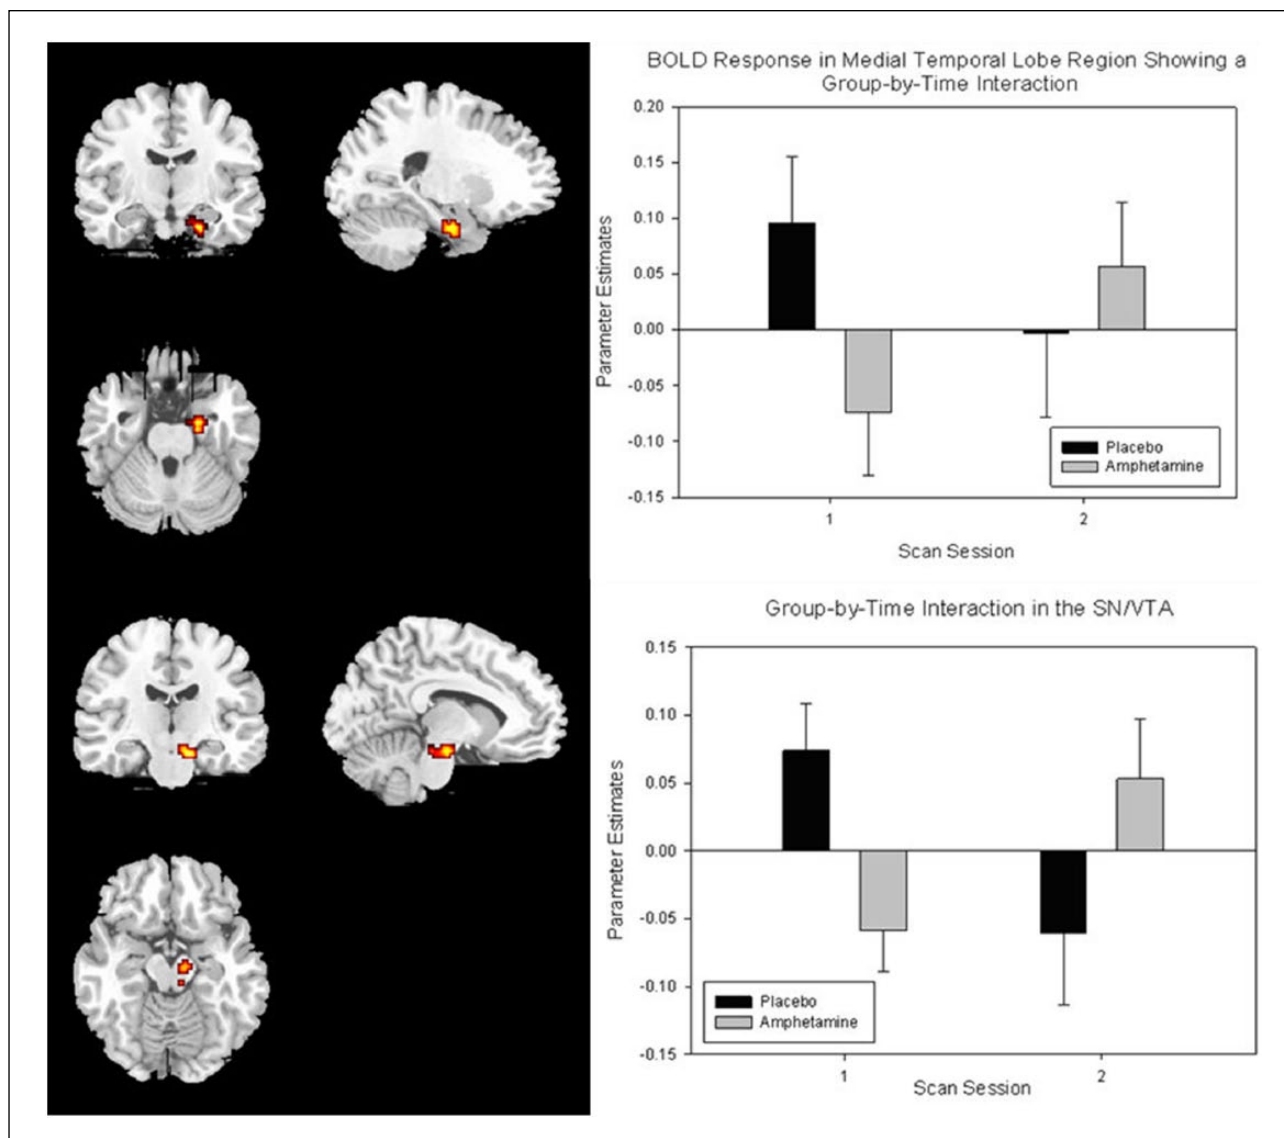 BOLD Response in Medial Temporal Lobe Region Showing a
Group-by-Time Interaction
0.20
0.15
0.10
0.05
0.00
-0.05
-0.10
-0.15
Parameter Estimates
Placebo
Amphetamine
1
2
Scan Session
Group-by-Time Interaction in the SN/VTA
0.15
0.10
0.05
0.00
-0.05
-0.10
-0.15
Parameter Estimates
Placebo
Amphetamine
1
2
Scan Session